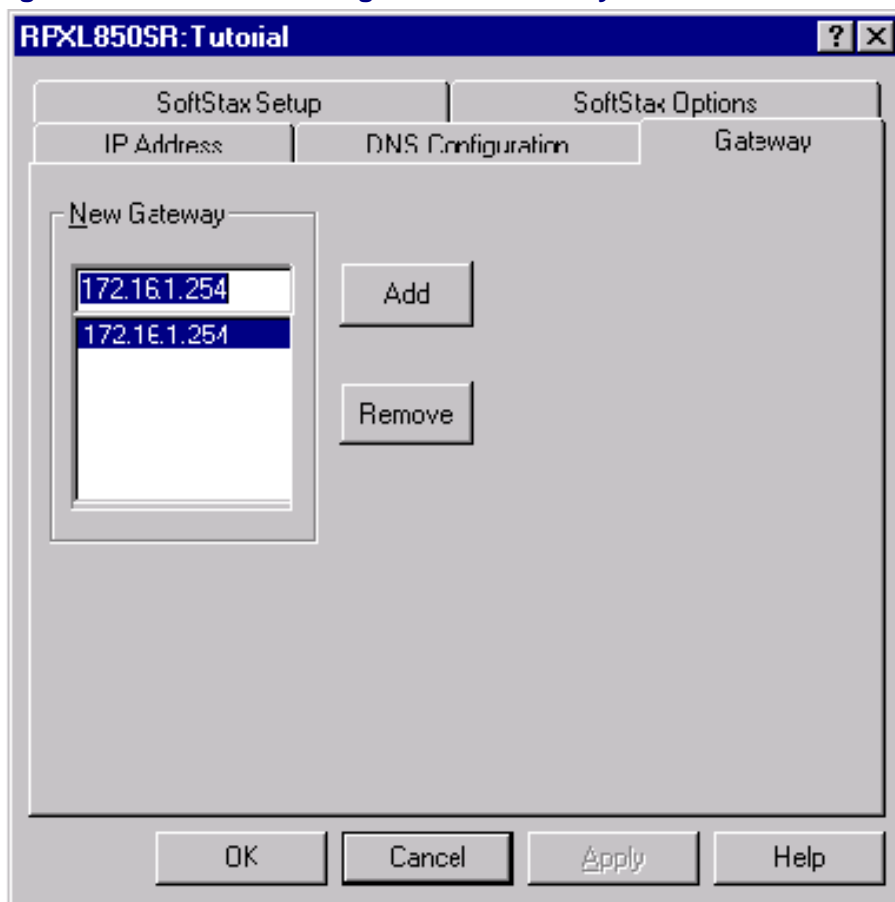 RPXL850SR:Tutorial
SoftStax Setup
SoftStax Options
IP Address
DNS Configuration
Gateway
New Gateway
172.16.1.254
Add
172.16.1.254
Remove
OK
Cancel
Apply
Help